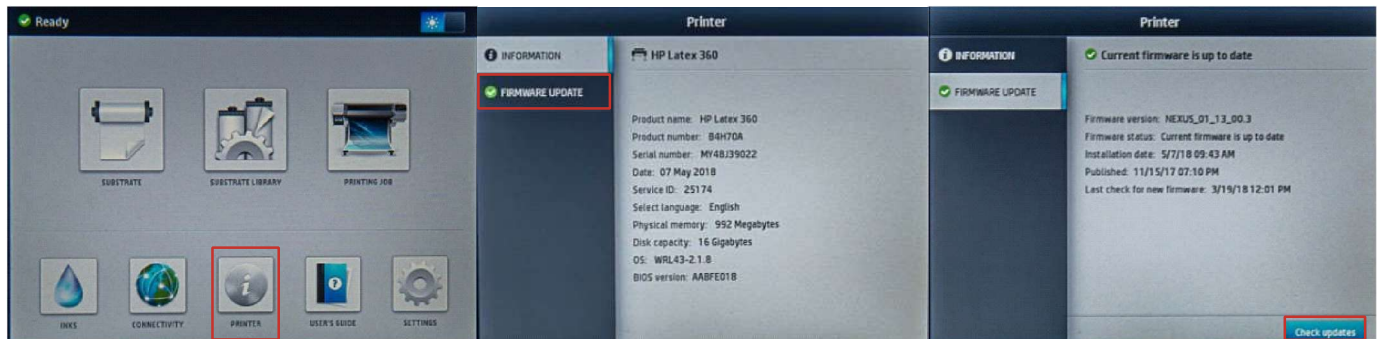 Ready
SUBSTRATE
SUBSTRATE LIBRARY
PRINTING JOB
INKS
CONNECTIVITY
PRINTER
USER'S GUIDE
SETTINGS
Printer
INFORMATION
FIRMWARE UPDATE
HP Latex 360
Product name: HP Latex 360
Product number: B4H70A
Serial number: MY48J39022
Date: 07 May 2018
Service ID: 25174
Select language: English
Physical memory: 992 Megabytes
Disk capacity: 16 Gigabytes
OS: WRL43-2.1.8
BIOS version: AABFE018
Printer
INFORMATION
FIRMWARE UPDATE
Current firmware is up to date
Firmware version: NEXUS_01_13_00.3
Firmware status: Current firmware is up to date
Installation date: 5/7/18 09:43 AM
Published: 11/15/17 07:10 PM
Last check for new firmware: 3/19/18 12:01 PM
Check updates